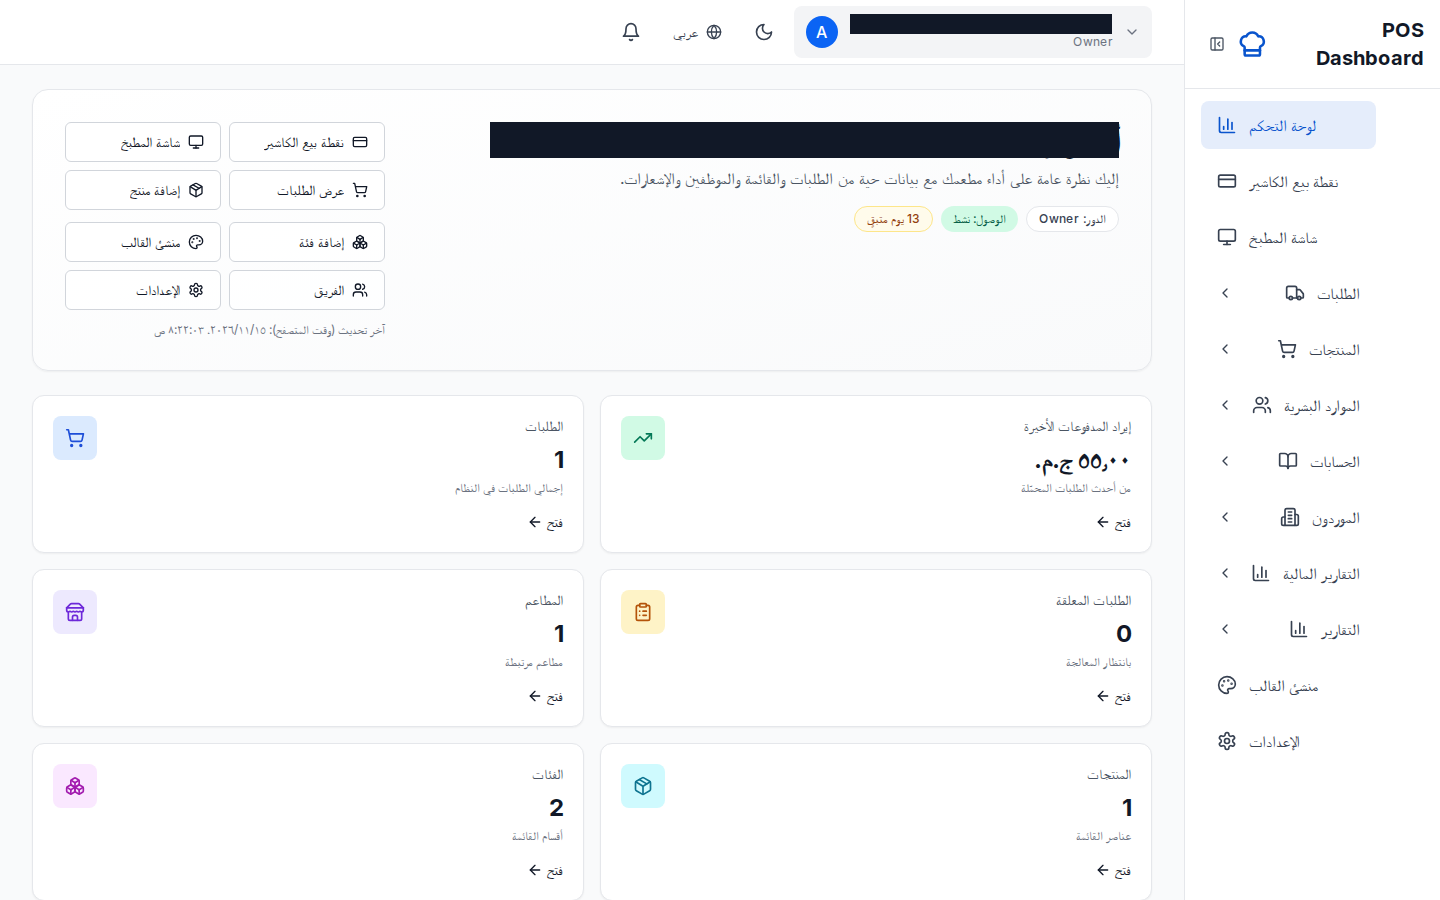 POS
Dashboard
لوحة التحكم
نقطة بيع الكاشير
شاشة المطبخ
الطلبات
المنتجات
الموارد البشرية
الحسابات
الموردون
التقارير المالية
التقارير
منشئ القالب
الإعدادات
A
Owner
عربي
إليك نظرة عامة على أداء مطعمك مع بيانات حية من الطلبات والقائمة والموظفين والإشعارات.
الدور: Owner
الوصول: نشط
13 يوم متبقٍ
نقطة بيع الكاشير
شاشة المطبخ
عرض الطلبات
إضافة منتج
إضافة فئة
منشئ القالب
الفريق
الإعدادات
آخر تحديث (وقت المتصفح): ١٥‏/١١‏/٢٠٢٦، ٨:٢٢:٠٣ ص
إيراد المدفوعات الأخيرة
٥٥٫٠٠ ج.م.
من أحدث الطلبات المحمّلة
فتح
الطلبات
1
إجمالي الطلبات في النظام
فتح
الطلبات المعلقة
0
بانتظار المعالجة
فتح
المطاعم
1
مطاعم مرتبطة
فتح
المنتجات
1
عناصر القائمة
فتح
الفئات
2
أقسام القائمة
فتح